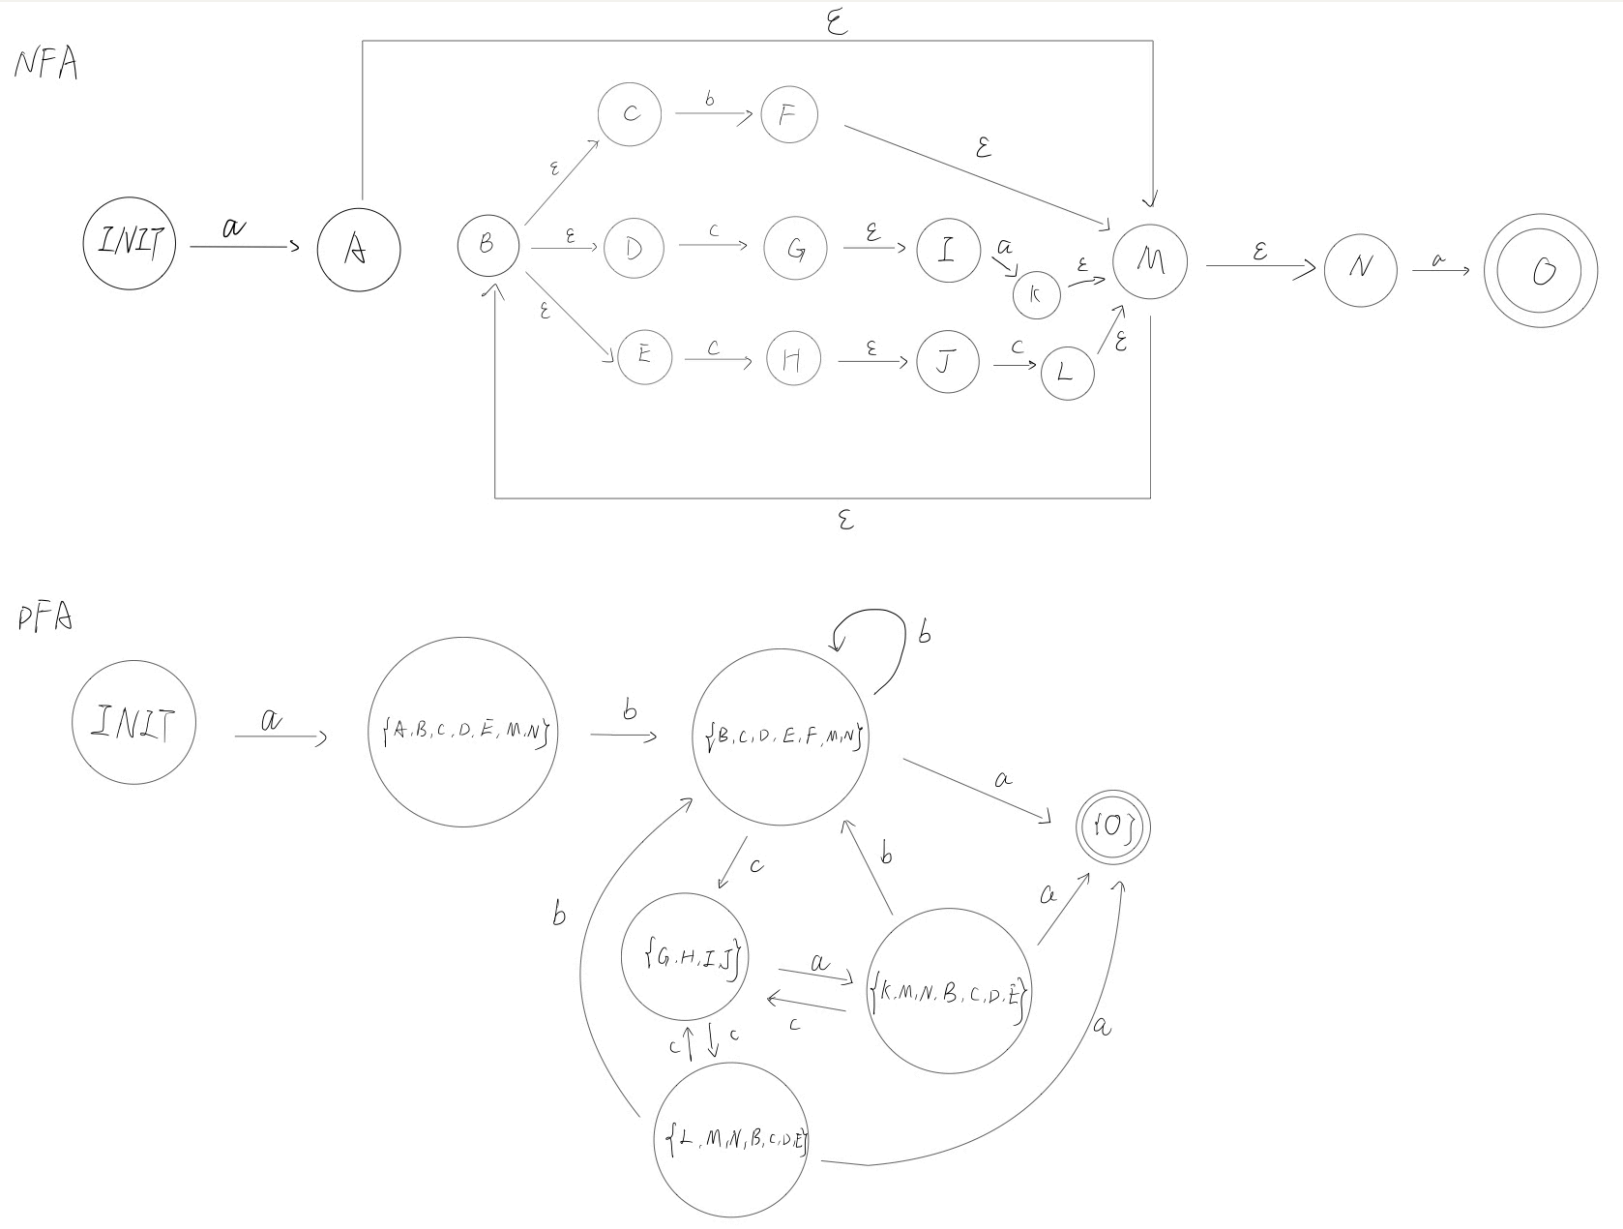 ε
NFA
C b F
ε ε
INIT a A B ε D c G ε I a K ε M ε N a O
ε E c H ε J c L ε
ε
DFA
b
INIT a {A.B,C,D,E,M,N} b {B,C,D,E,F,M,N}
a
{O}
c b a
b
{G.H,I,J} a {K.M,N.B,C,D.E}
c
a
c c
{L,M,N,B,C,D,E}